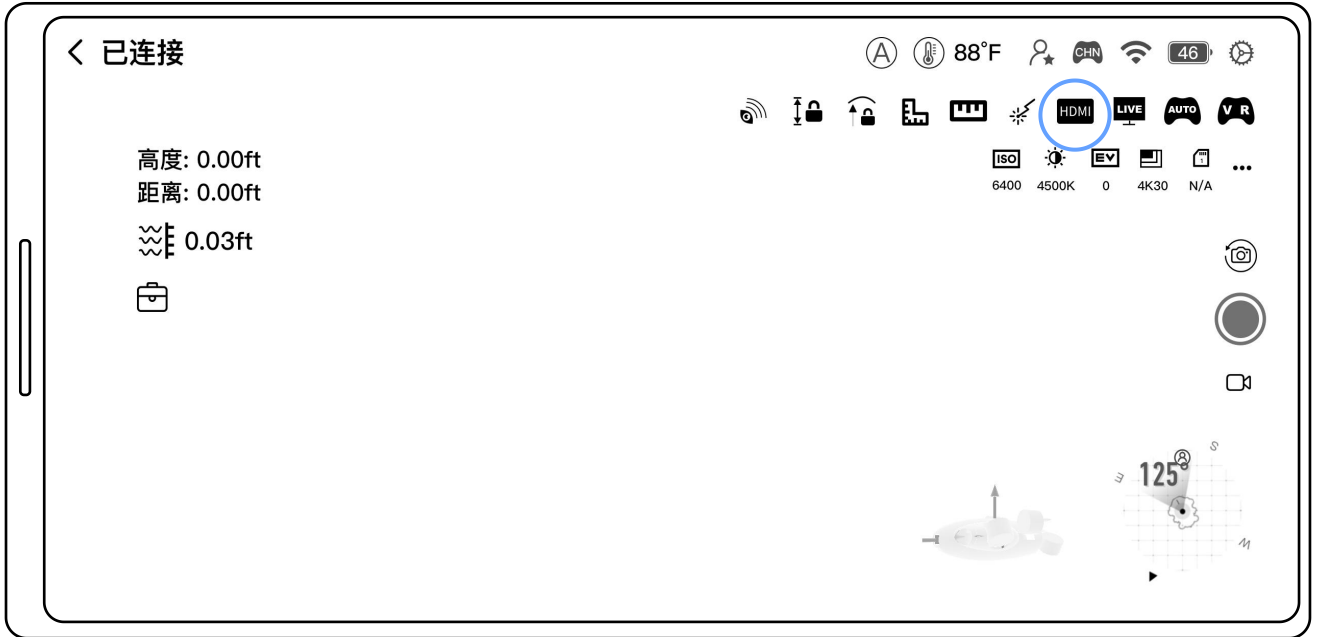 已连接
A 88°F CHN 46
HDMI LIVE AUTO V R
高度: 0.00ft
距离: 0.00ft
0.03ft
ISO EV 1
6400 4500K 0 4K30 N/A
125°
S
E
W